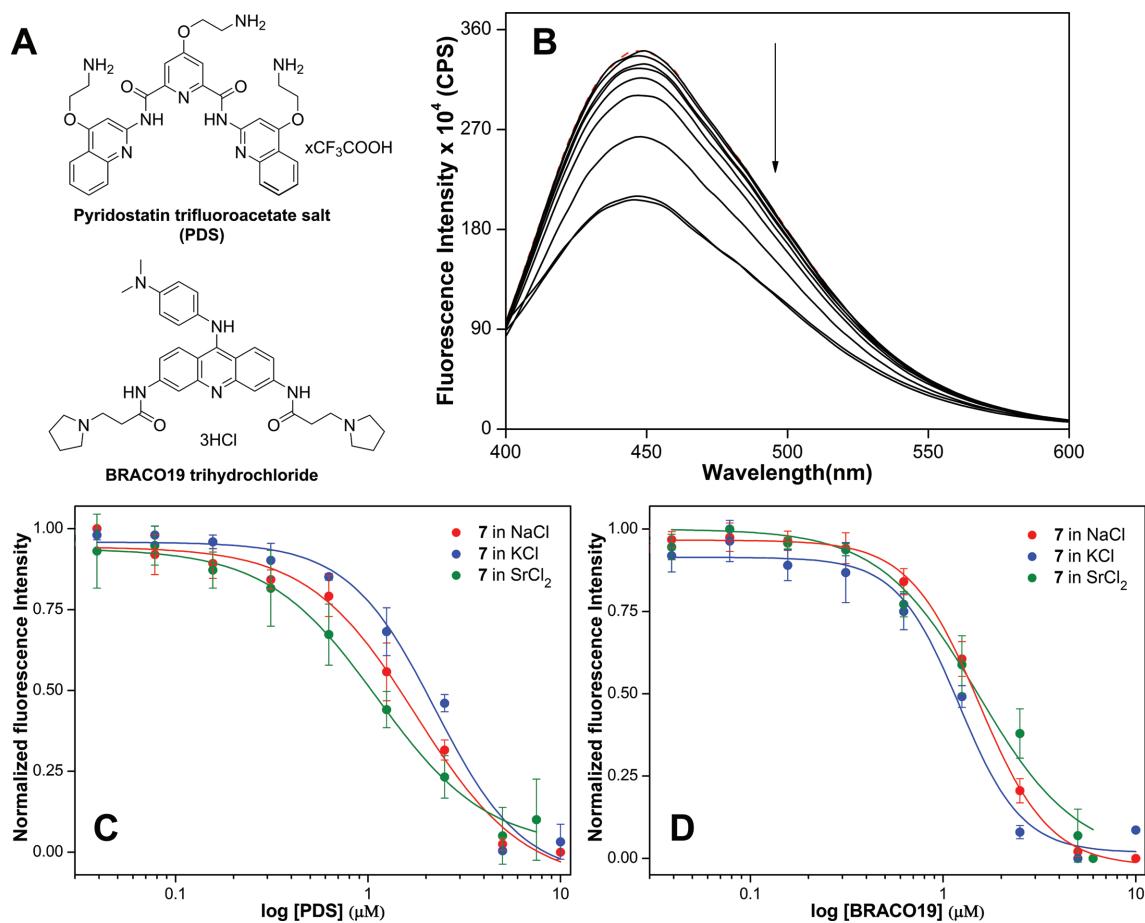 A
NH2
O
NH2
NH2
O
O
N
O
O
NH
HN
N
N
xCF3COOH
Pyridostatin trifluoroacetate salt
(PDS)
N
NH
HN
N
NH
N
O
O
N
3HCl
BRACO19 trihydrochloride
B
Fluorescence Intensity x 10⁴ (CPS)
360
270
180
90
0
400
450
500
550
600
Wavelength(nm)
C
Normalized fluorescence Intensity
1.00
0.75
0.50
0.25
0.00
7 in NaCl
7 in KCl
7 in SrCl2
0.1
1
10
log [PDS] (μM)
D
Normalized fluorescence Intensity
1.00
0.75
0.50
0.25
0.00
7 in NaCl
7 in KCl
7 in SrCl2
0.1
1
10
log [BRACO19] (μM)